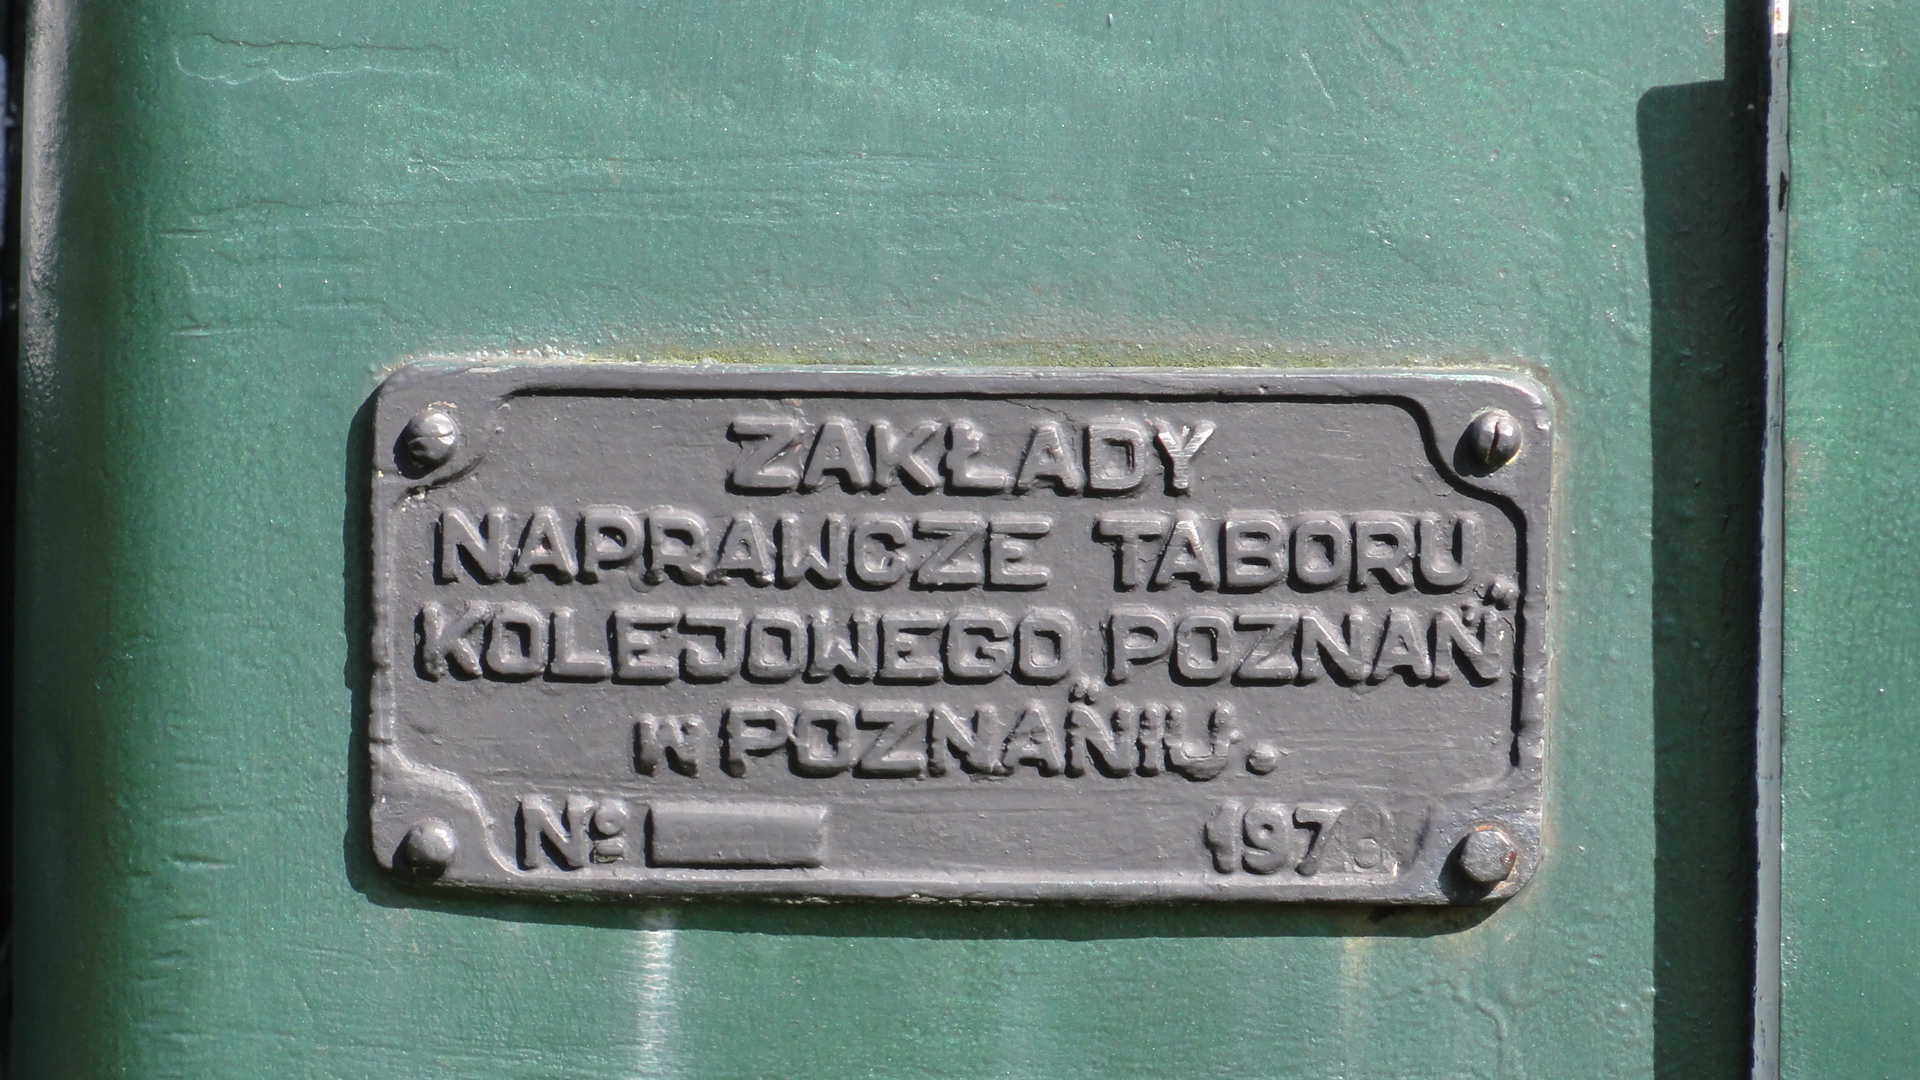 ZAKŁADY
NAPRAWCZE TABORU
KOLEJOWEGO „POZNAŃ”
W POZNANIU.
Nº